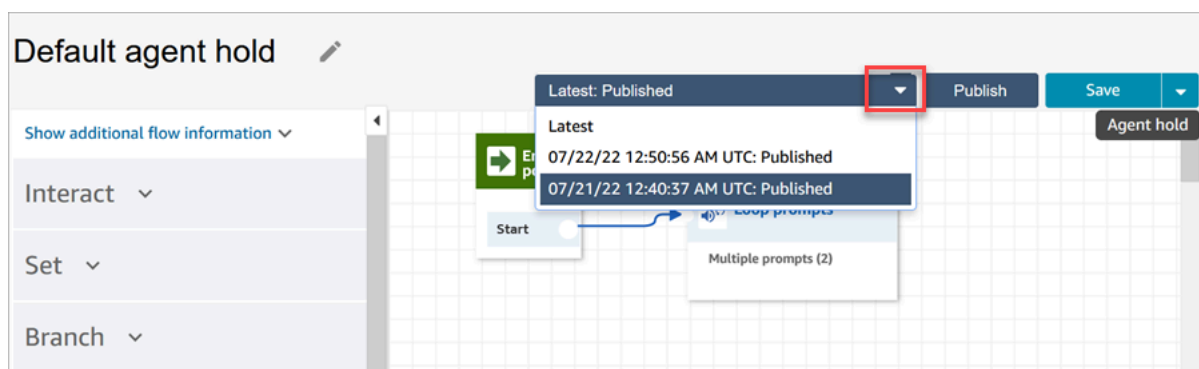 Default agent hold
Latest: Published
Publish
Save
Agent hold
Show additional flow information
Latest
07/22/22 12:50:56 AM UTC: Published
07/21/22 12:40:37 AM UTC: Published
Interact
Set
Branch
Start
Loop prompts
Multiple prompts (2)